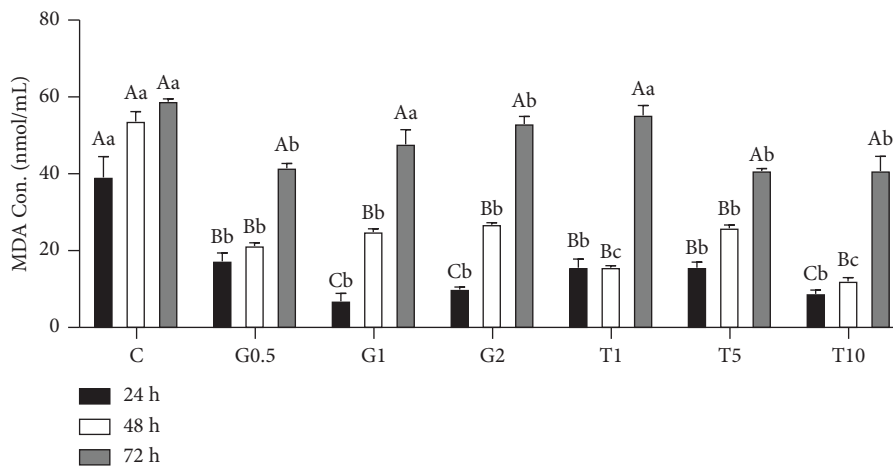 80
60
40
20
0
MDA Con. (nmol/mL)
Aa
Aa
Aa
Bb
Bb
Ab
Cb
Bb
Aa
Cb
Bb
Ab
Bb
Bc
Aa
Bb
Bb
Ab
Cb
Bc
Ab
C
G0.5
G1
G2
T1
T5
T10
24 h
48 h
72 h